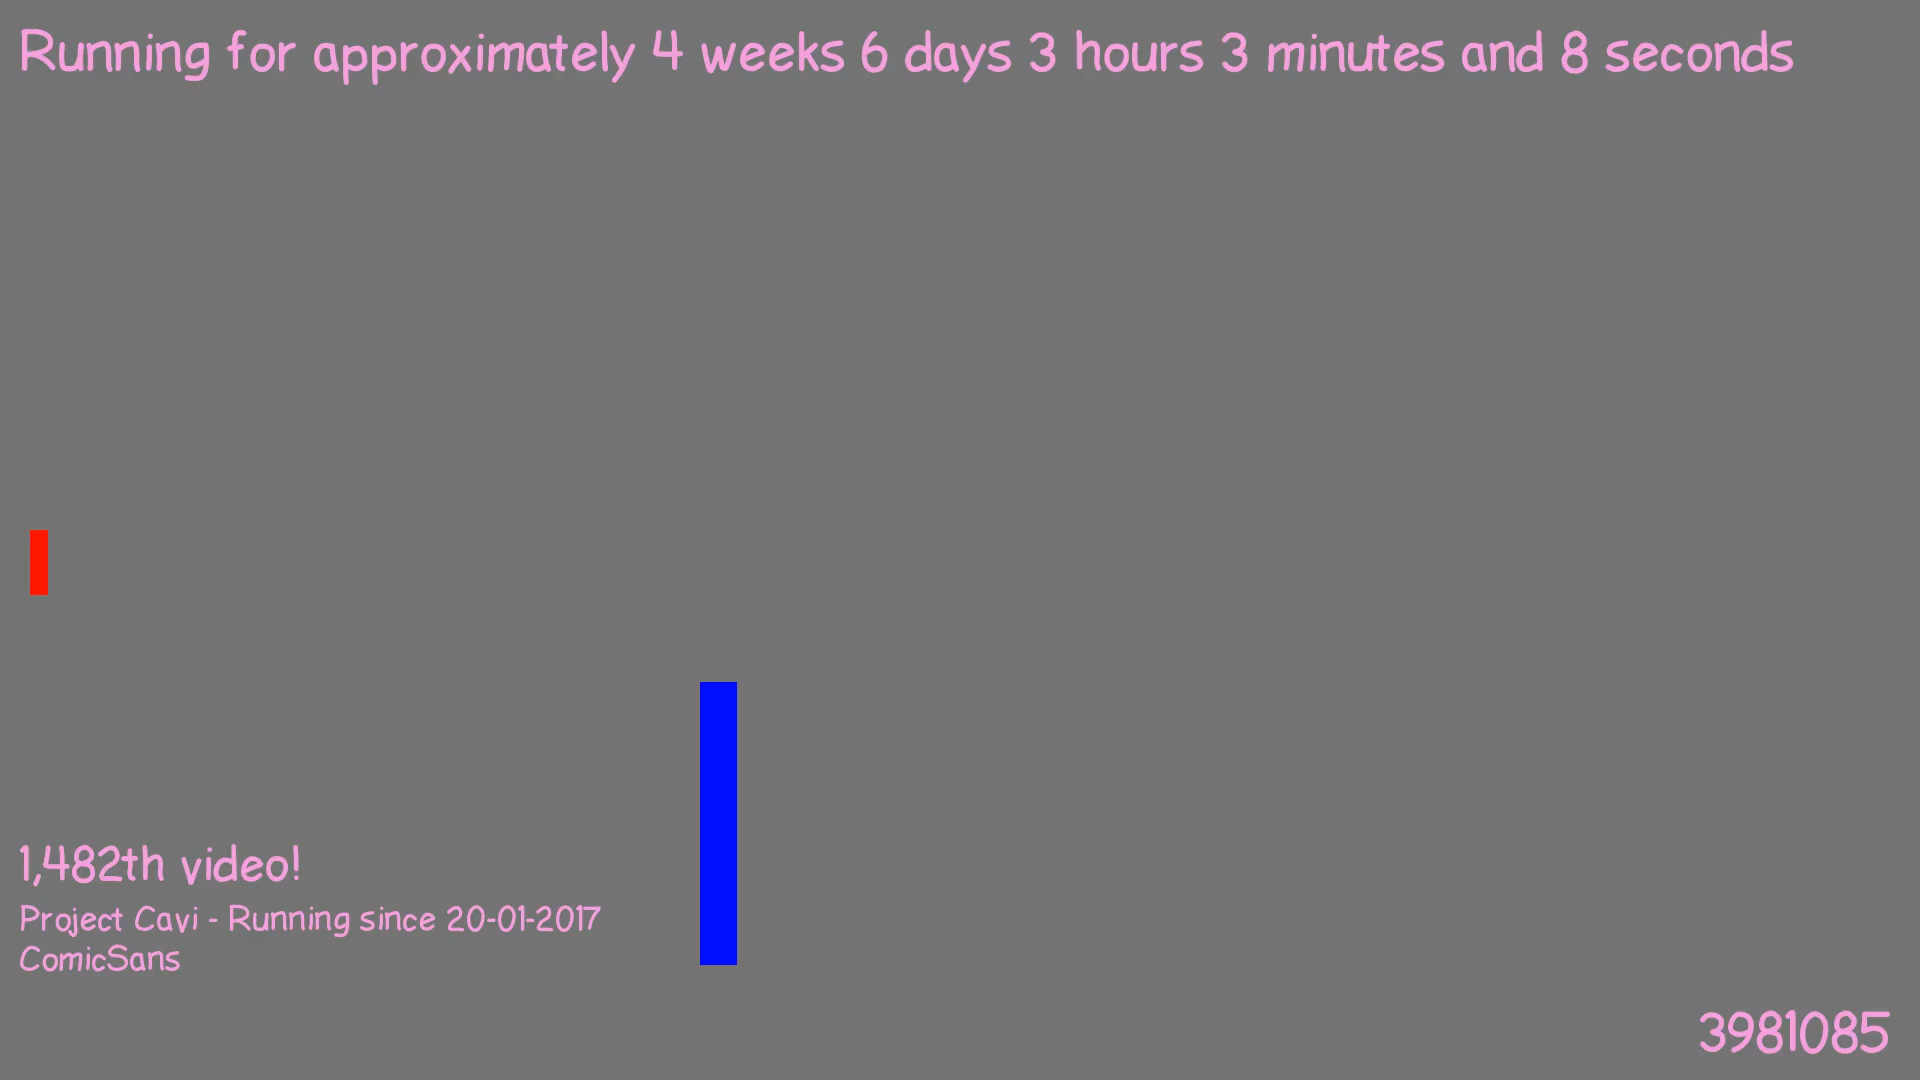 Running for approximately 4 weeks 6 days 3 hours 3 minutes and 8 seconds
1,482th video!
Project Cavi - Running since 20-01-2017
ComicSans
3981085